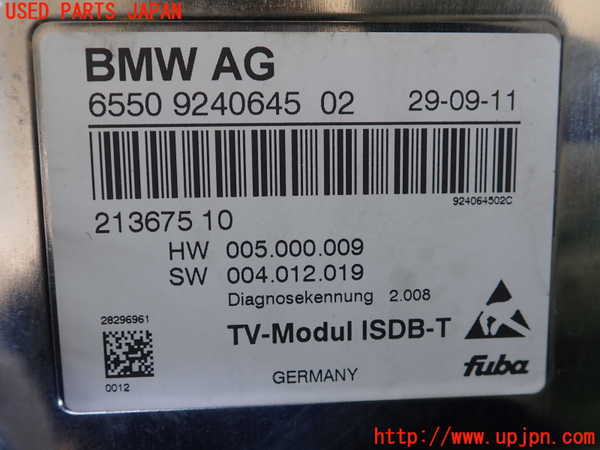 USED PARTS JAPAN
BMW AG
6550 9240645 02 29-09-11
924064502C
213675 10
HW 005.000.009
SW 004.012.019
Diagnosekennung 2.008
28296961
TV-Modul ISDB-T
0012
GERMANY
fuba
http://www.upjpn.com/